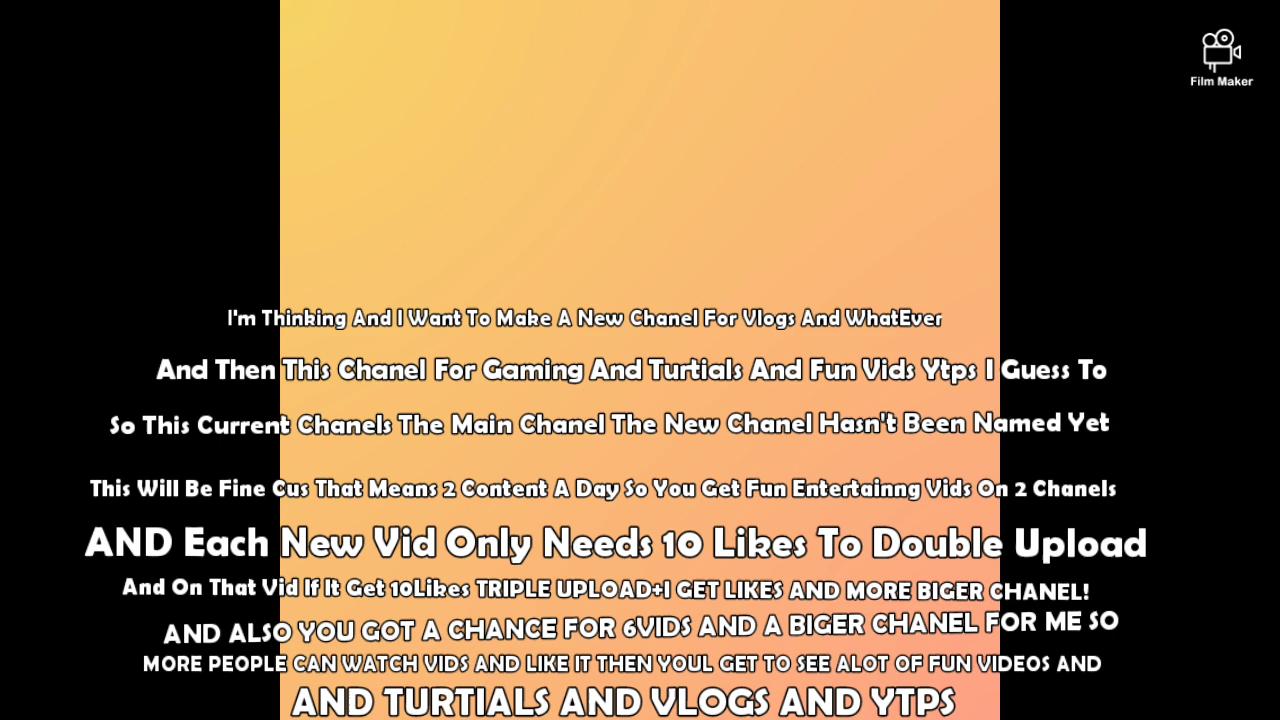 Film Maker
I'm Thinking And I Want To Make A New Chanel For Vlogs And WhatEver
And Then This Chanel For Gaming And Turtials And Fun Vids Ytps I Guess To
So This Current Chanels The Main Chanel The New Chanel Hasn't Been Named Yet
This Will Be Fine Cus That Means 2 Content A Day So You Get Fun Entertainng Vids On 2 Chanels
AND Each New Vid Only Needs 10 Likes To Double Upload
And On That Vid If It Get 10Likes TRIPLE UPLOAD+I GET LIKES AND MORE BIGER CHANEL!
AND ALSO YOU GOT A CHANCE FOR 6VIDS AND A BIGER CHANEL FOR ME SO
MORE PEOPLE CAN WATCH VIDS AND LIKE IT THEN YOUL GET TO SEE ALOT OF FUN VIDEOS AND
AND TURTIALS AND VLOGS AND YTPS